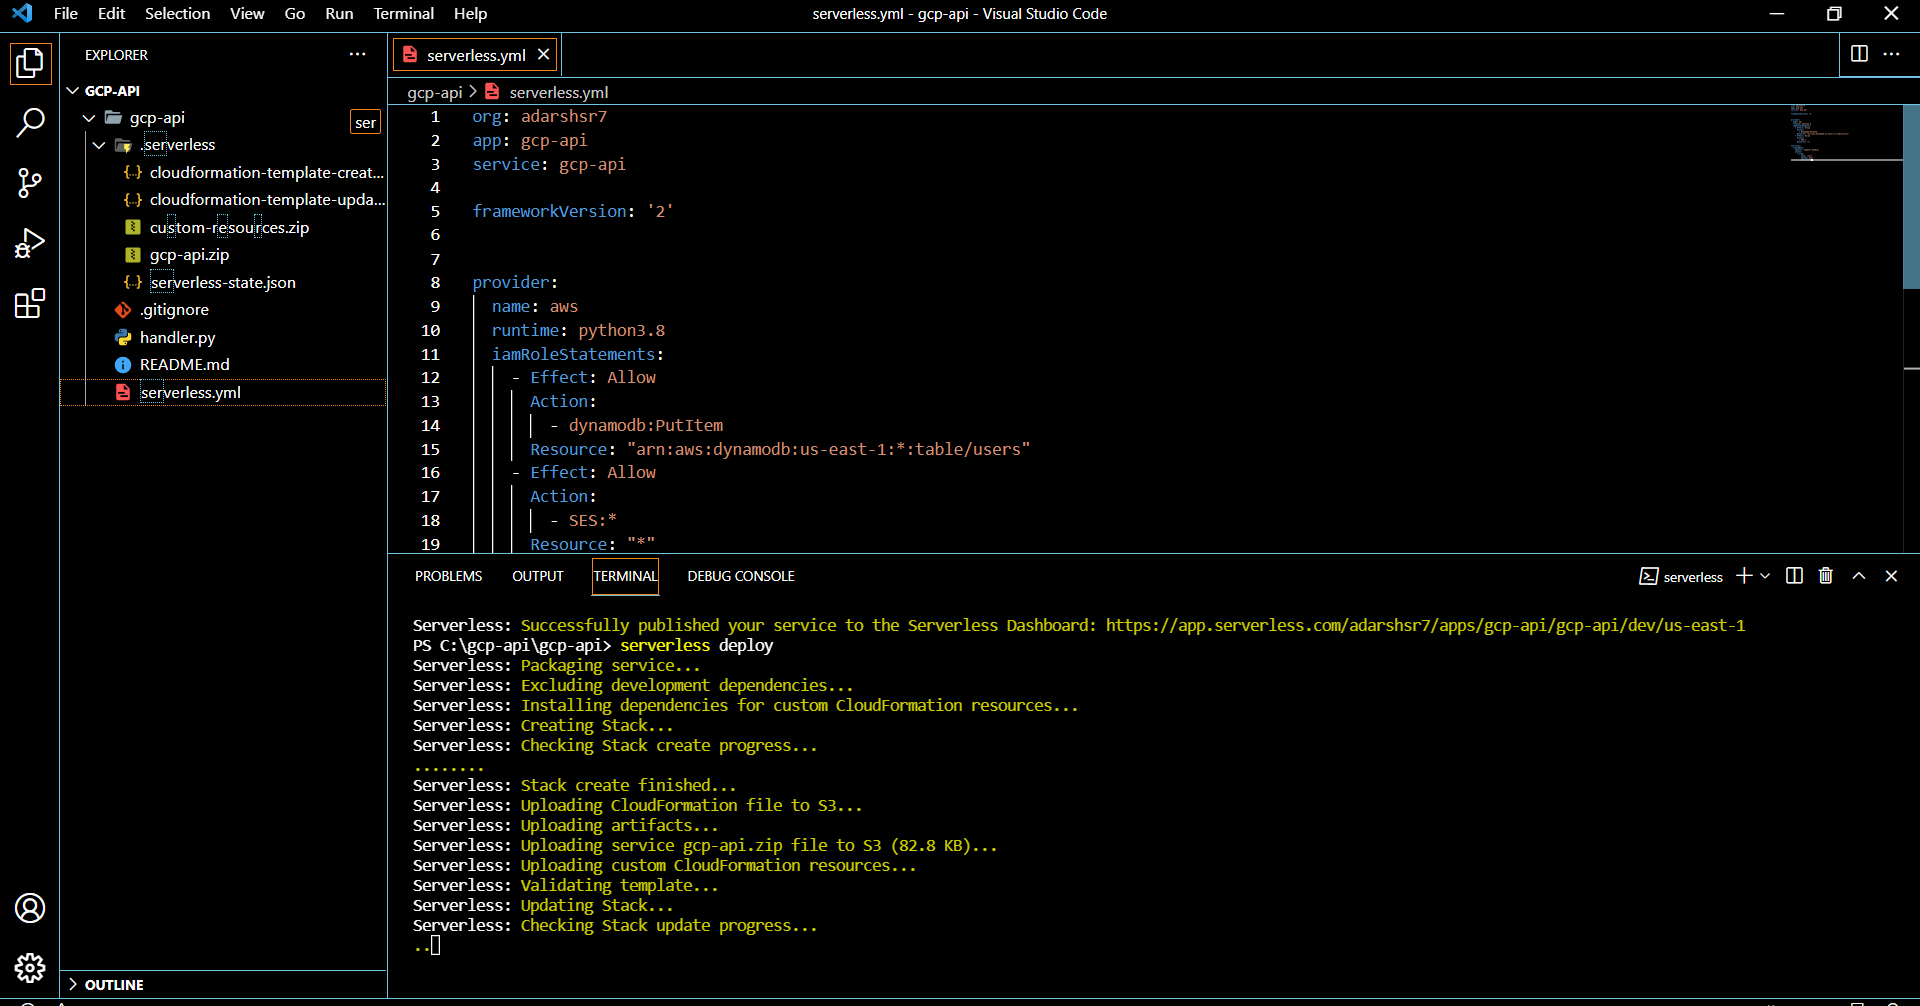 File Edit Selection View Go Run Terminal Help
serverless.yml - gcp-api - Visual Studio Code
EXPLORER
GCP-API
gcp-api
ser
.serverless
cloudformation-template-creat...
cloudformation-template-upda...
custom-resources.zip
gcp-api.zip
serverless-state.json
.gitignore
handler.py
README.md
serverless.yml
OUTLINE
serverless.yml
gcp-api > serverless.yml
1 org: adarshsr7
2 app: gcp-api
3 service: gcp-api
4
5 frameworkVersion: '2'
6
7
8 provider:
9 name: aws
10 runtime: python3.8
11 iamRoleStatements:
12 - Effect: Allow
13 Action:
14 - dynamodb:PutItem
15 Resource: "arn:aws:dynamodb:us-east-1:*:table/users"
16 - Effect: Allow
17 Action:
18 - SES:*
19 Resource: "*"
PROBLEMS OUTPUT TERMINAL DEBUG CONSOLE
serverless
Serverless: Successfully published your service to the Serverless Dashboard: https://app.serverless.com/adarshsr7/apps/gcp-api/gcp-api/dev/us-east-1
PS C:\gcp-api\gcp-api> serverless deploy
Serverless: Packaging service...
Serverless: Excluding development dependencies...
Serverless: Installing dependencies for custom CloudFormation resources...
Serverless: Creating Stack...
Serverless: Checking Stack create progress...
........
Serverless: Stack create finished...
Serverless: Uploading CloudFormation file to S3...
Serverless: Uploading artifacts...
Serverless: Uploading service gcp-api.zip file to S3 (82.8 KB)...
Serverless: Uploading custom CloudFormation resources...
Serverless: Validating template...
Serverless: Updating Stack...
Serverless: Checking Stack update progress...
..